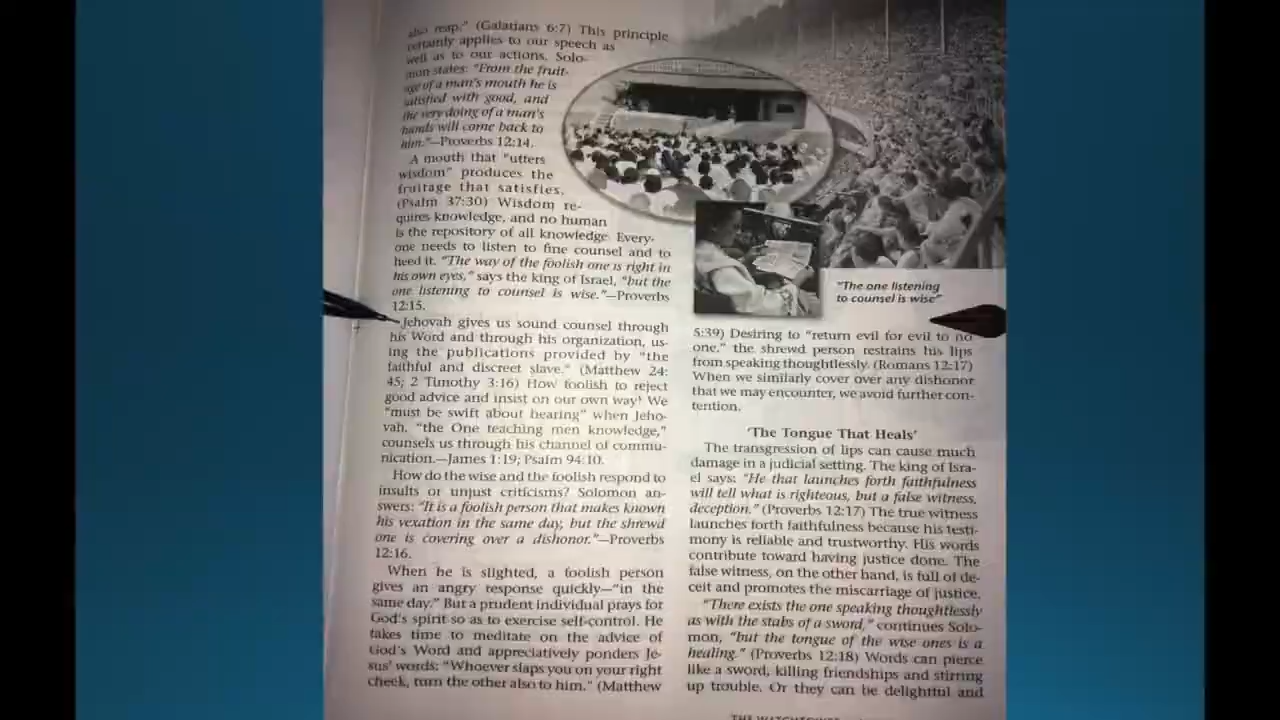 also reap." (Galatians 6:7) This principle
certainly applies to our speech as
well as to our actions. Solo-
mon states: "From the fruit-
age of a man's mouth he is
satisfied with good, and
the very doing of a man's
hands will come back to
him."—Proverbs 12:14.
A mouth that "utters
wisdom" produces the
fruitage that satisfies.
(Psalm 37:30) Wisdom re-
quires knowledge, and no human
is the repository of all knowledge. Every-
one needs to listen to fine counsel and to
heed it. "The way of the foolish one is right in
his own eyes," says the king of Israel, "but the
one listening to counsel is wise."—Proverbs
12:15.
Jehovah gives us sound counsel through
his Word and through his organization, us-
ing the publications provided by "the
faithful and discreet slave." (Matthew 24:
45; 2 Timothy 3:16) How foolish to reject
good advice and insist on our own way! We
"must be swift about hearing" when Jeho-
vah, "the One teaching men knowledge,"
counsels us through his channel of commu-
nication.—James 1:19; Psalm 94:10.
How do the wise and the foolish respond to
insults or unjust criticisms? Solomon an-
swers: "It is a foolish person that makes known
his vexation in the same day, but the shrewd
one is covering over a dishonor."—Proverbs
12:16.
When he is slighted, a foolish person
gives an angry response quickly—"in the
same day." But a prudent individual prays for
God's spirit so as to exercise self-control. He
takes time to meditate on the advice of
God's Word and appreciatively ponders Je-
sus' words: "Whoever slaps you on your right
cheek, turn the other also to him." (Matthew
"The one listening
to counsel is wise"
5:39) Desiring to "return evil for evil to no
one," the shrewd person restrains his lips
from speaking thoughtlessly. (Romans 12:17)
When we similarly cover over any dishonor
that we may encounter, we avoid further con-
tention.
'The Tongue That Heals'
The transgression of lips can cause much
damage in a judicial setting. The king of Isra-
el says: "He that launches forth faithfulness
will tell what is righteous, but a false witness,
deception." (Proverbs 12:17) The true witness
launches forth faithfulness because his testi-
mony is reliable and trustworthy. His words
contribute toward having justice done. The
false witness, on the other hand, is full of de-
ceit and promotes the miscarriage of justice.
"There exists the one speaking thoughtlessly
as with the stabs of a sword," continues Solo-
mon, "but the tongue of the wise ones is a
healing." (Proverbs 12:18) Words can pierce
like a sword, killing friendships and stirring
up trouble. Or they can be delightful and
THE WATCHTOWER